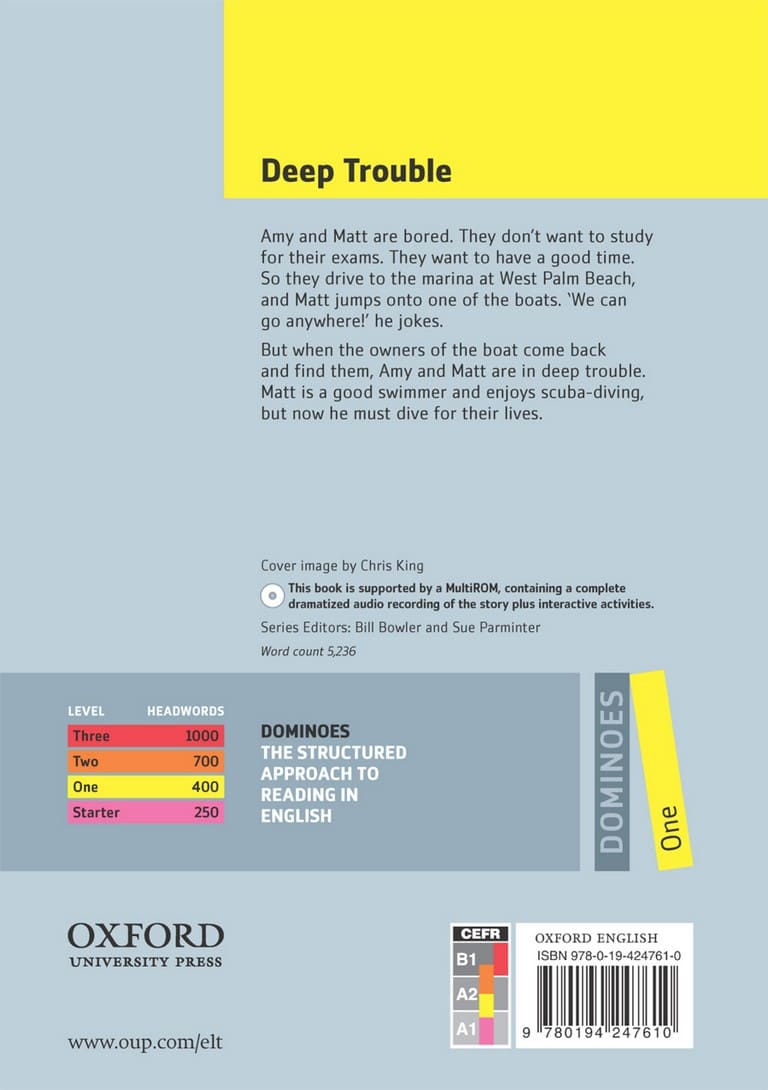 Deep Trouble
Amy and Matt are bored. They don't want to study
for their exams. They want to have a good time.
So they drive to the marina at West Palm Beach,
and Matt jumps onto one of the boats. ‘We can
go anywhere!’ he jokes.
But when the owners of the boat come back
and find them, Amy and Matt are in deep trouble.
Matt is a good swimmer and enjoys scuba-diving,
but now he must dive for their lives.
Cover image by Chris King
This book is supported by a MultiROM, containing a complete
dramatized audio recording of the story plus interactive activities.
Series Editors: Bill Bowler and Sue Parminter
Word count 5,236
LEVEL HEADWORDS
Three 1000
Two 700
One 400
Starter 250
DOMINOES
THE STRUCTURED
APPROACH TO
READING IN
ENGLISH
DOMINOES
One
OXFORD
UNIVERSITY PRESS
www.oup.com/elt
CEFR
B1
A2
A1
OXFORD ENGLISH
ISBN 978-0-19-424761-0
9 780194 247610